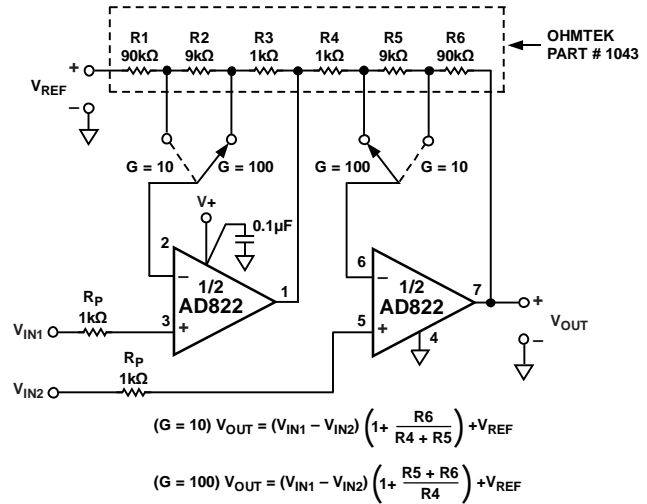 R1 R2 R3 R4 R5 R6
90kΩ 9kΩ 1kΩ 1kΩ 9kΩ 90kΩ
OHMTEK
PART # 1043
+
VREF
–
G = 10
G = 100
G = 100
G = 10
V+
0.1µF
2
–
1/2
AD822
1
3
+
6
–
1/2
AD822
7
5
+
4
RP
1kΩ
VIN1
RP
1kΩ
VIN2
+
VOUT
–
(G = 10) VOUT = (VIN1 – VIN2) (1+ R6 / (R4 + R5)) +VREF
(G = 100) VOUT = (VIN1 – VIN2) (1+ (R5 + R6) / R4) +VREF